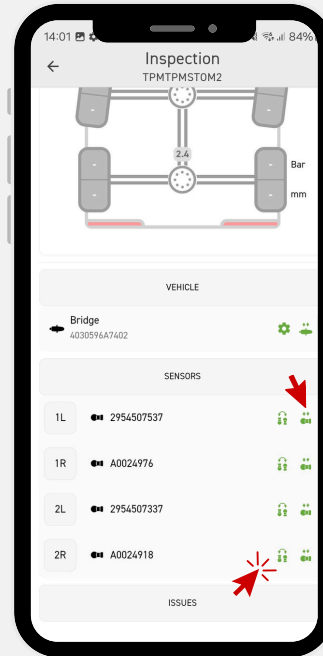 14:01 84%
Inspection
TPMTPMSTOM2
2.4
- - Bar
- - mm
VEHICLE
Bridge
4030596A7402
SENSORS
1L 2954507537
1R A0024976
2L 2954507337
2R A0024918
ISSUES